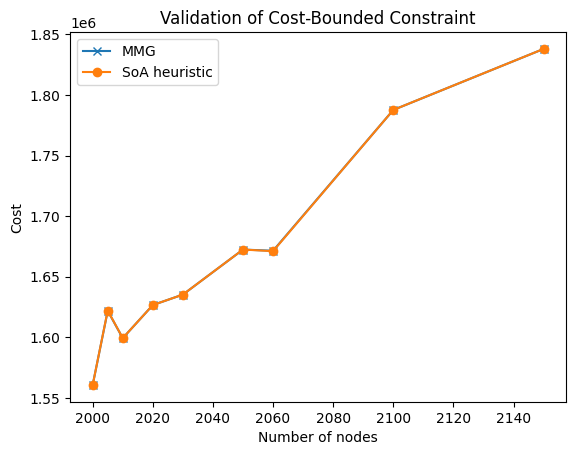 Validation of Cost-Bounded Constraint
1e6
MMG
SoA heuristic
1.85
1.80
1.75
1.70
1.65
1.60
1.55
Cost
2000
2020
2040
2060
2080
2100
2120
2140
Number of nodes